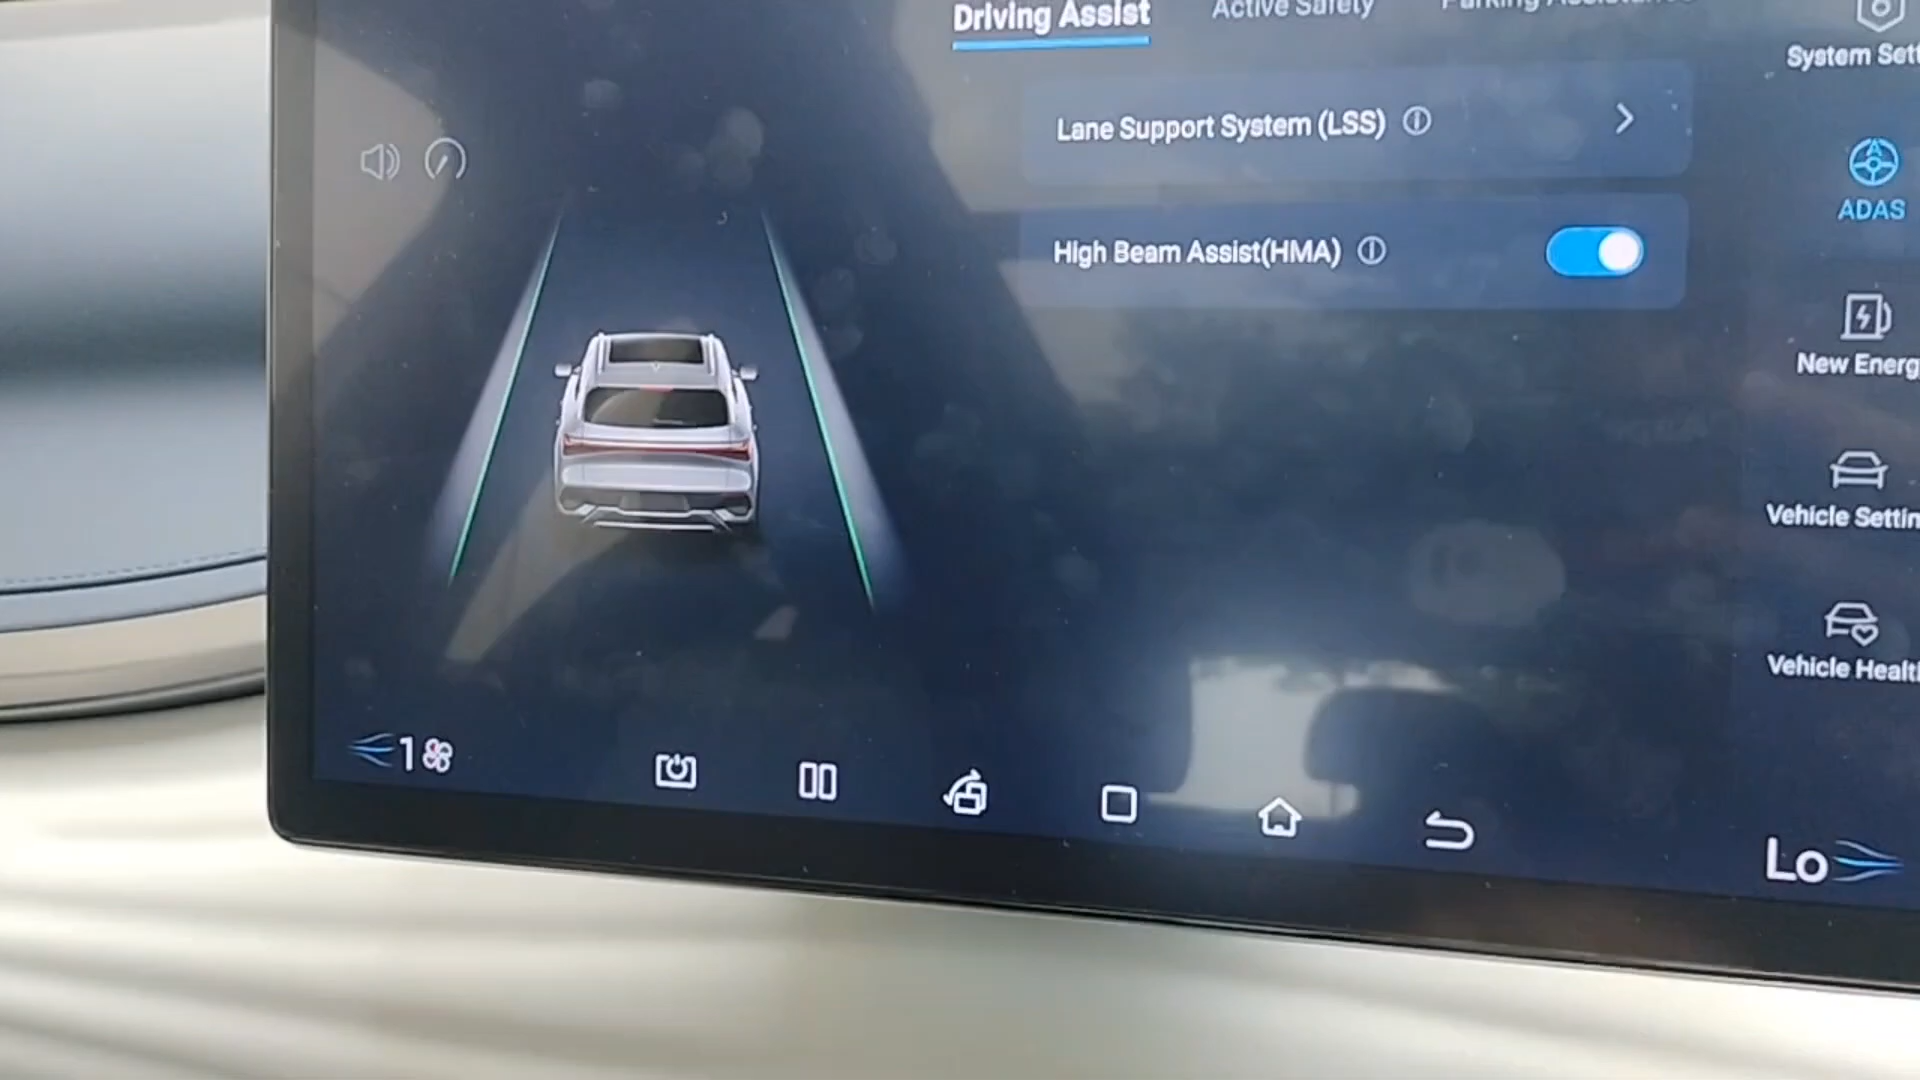 Driving Assist
Active Safety
Parking
System Sett
Lane Support System (LSS)
ADAS
High Beam Assist(HMA)
New Energ
Vehicle Settin
Vehicle Healt
1
Lo